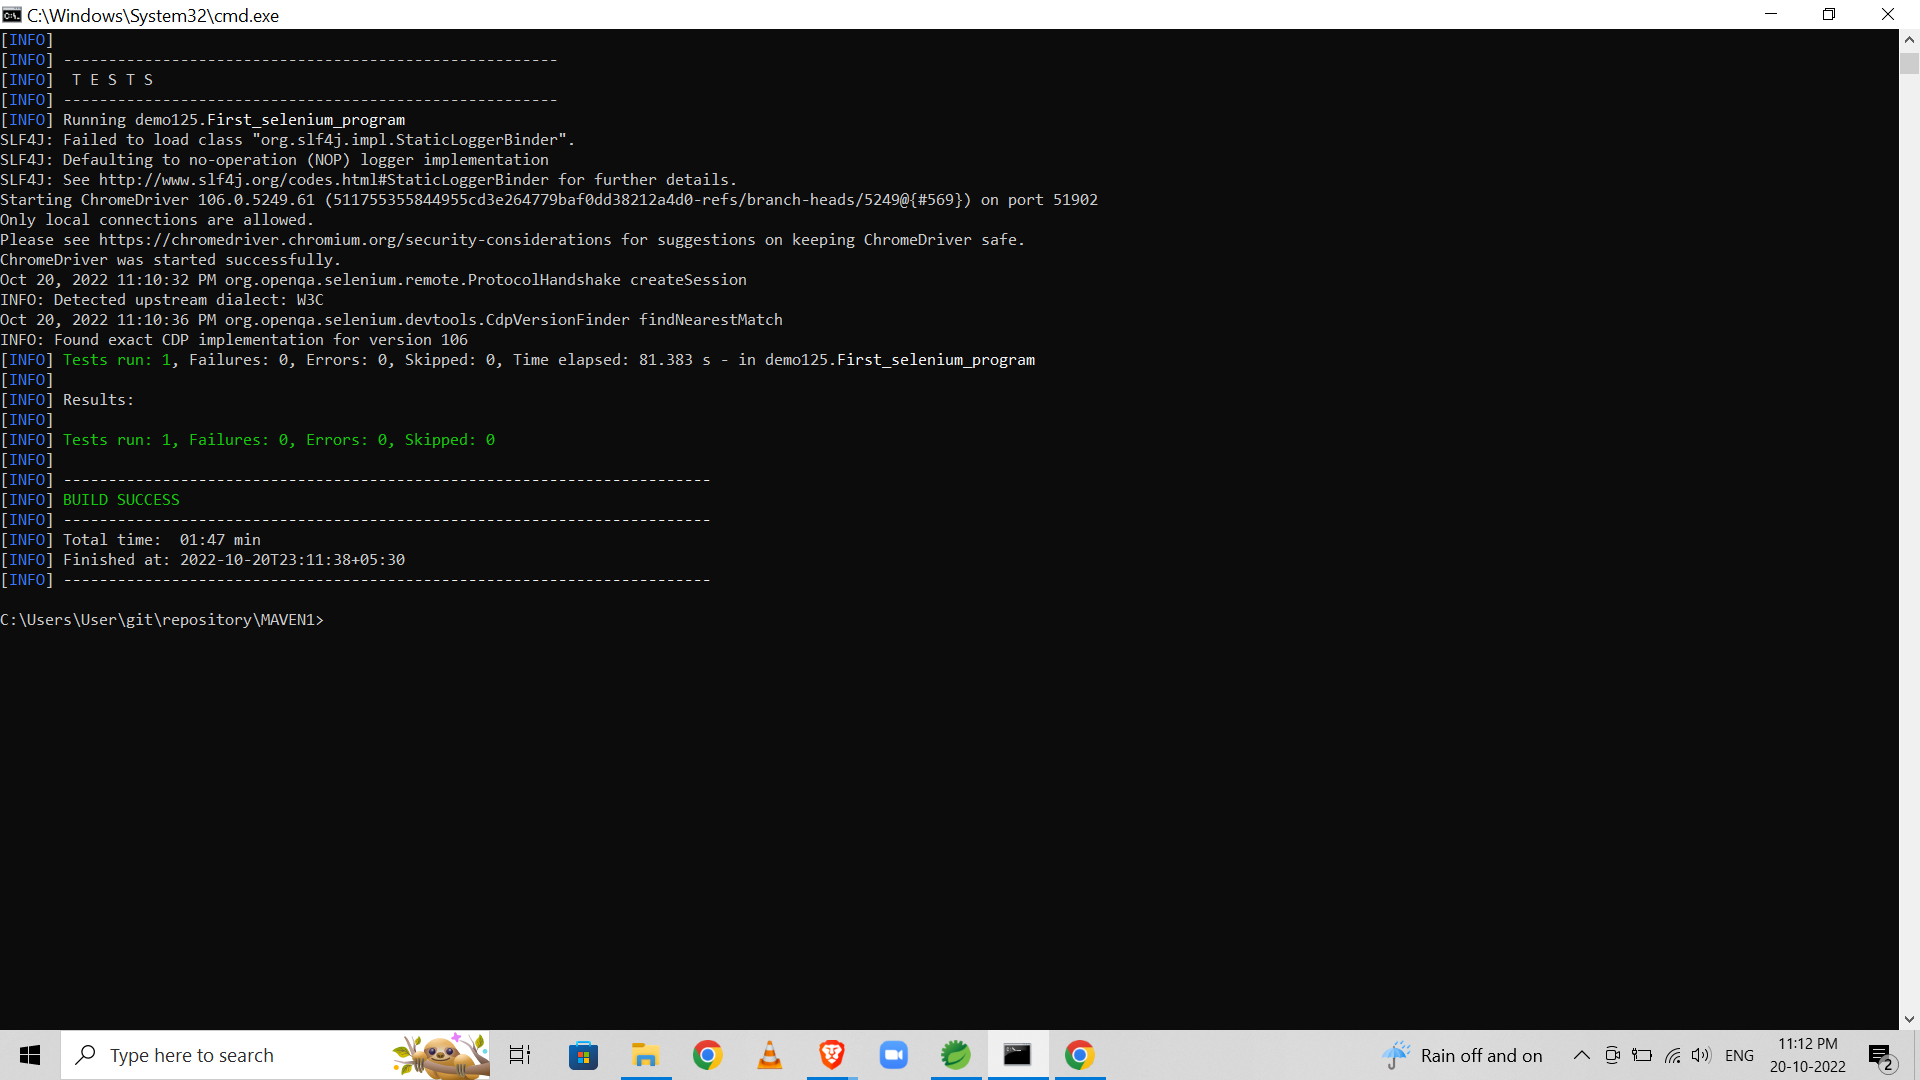 C:\Windows\System32\cmd.exe
[INFO]
[INFO] -------------------------------------------------------
[INFO]  T E S T S
[INFO] -------------------------------------------------------
[INFO] Running demo125.First_selenium_program
SLF4J: Failed to load class "org.slf4j.impl.StaticLoggerBinder".
SLF4J: Defaulting to no-operation (NOP) logger implementation
SLF4J: See http://www.slf4j.org/codes.html#StaticLoggerBinder for further details.
Starting ChromeDriver 106.0.5249.61 (511755355844955cd3e264779baf0dd38212a4d0-refs/branch-heads/5249@{#569}) on port 51902
Only local connections are allowed.
Please see https://chromedriver.chromium.org/security-considerations for suggestions on keeping ChromeDriver safe.
ChromeDriver was started successfully.
Oct 20, 2022 11:10:32 PM org.openqa.selenium.remote.ProtocolHandshake createSession
INFO: Detected upstream dialect: W3C
Oct 20, 2022 11:10:36 PM org.openqa.selenium.devtools.CdpVersionFinder findNearestMatch
INFO: Found exact CDP implementation for version 106
[INFO] Tests run: 1, Failures: 0, Errors: 0, Skipped: 0, Time elapsed: 81.383 s - in demo125.First_selenium_program
[INFO]
[INFO] Results:
[INFO]
[INFO] Tests run: 1, Failures: 0, Errors: 0, Skipped: 0
[INFO]
[INFO] ------------------------------------------------------------------------
[INFO] BUILD SUCCESS
[INFO] ------------------------------------------------------------------------
[INFO] Total time:  01:47 min
[INFO] Finished at: 2022-10-20T23:11:38+05:30
[INFO] ------------------------------------------------------------------------
C:\Users\User\git\repository\MAVEN1>
Type here to search
Rain off and on
ENG
11:12 PM
20-10-2022
2